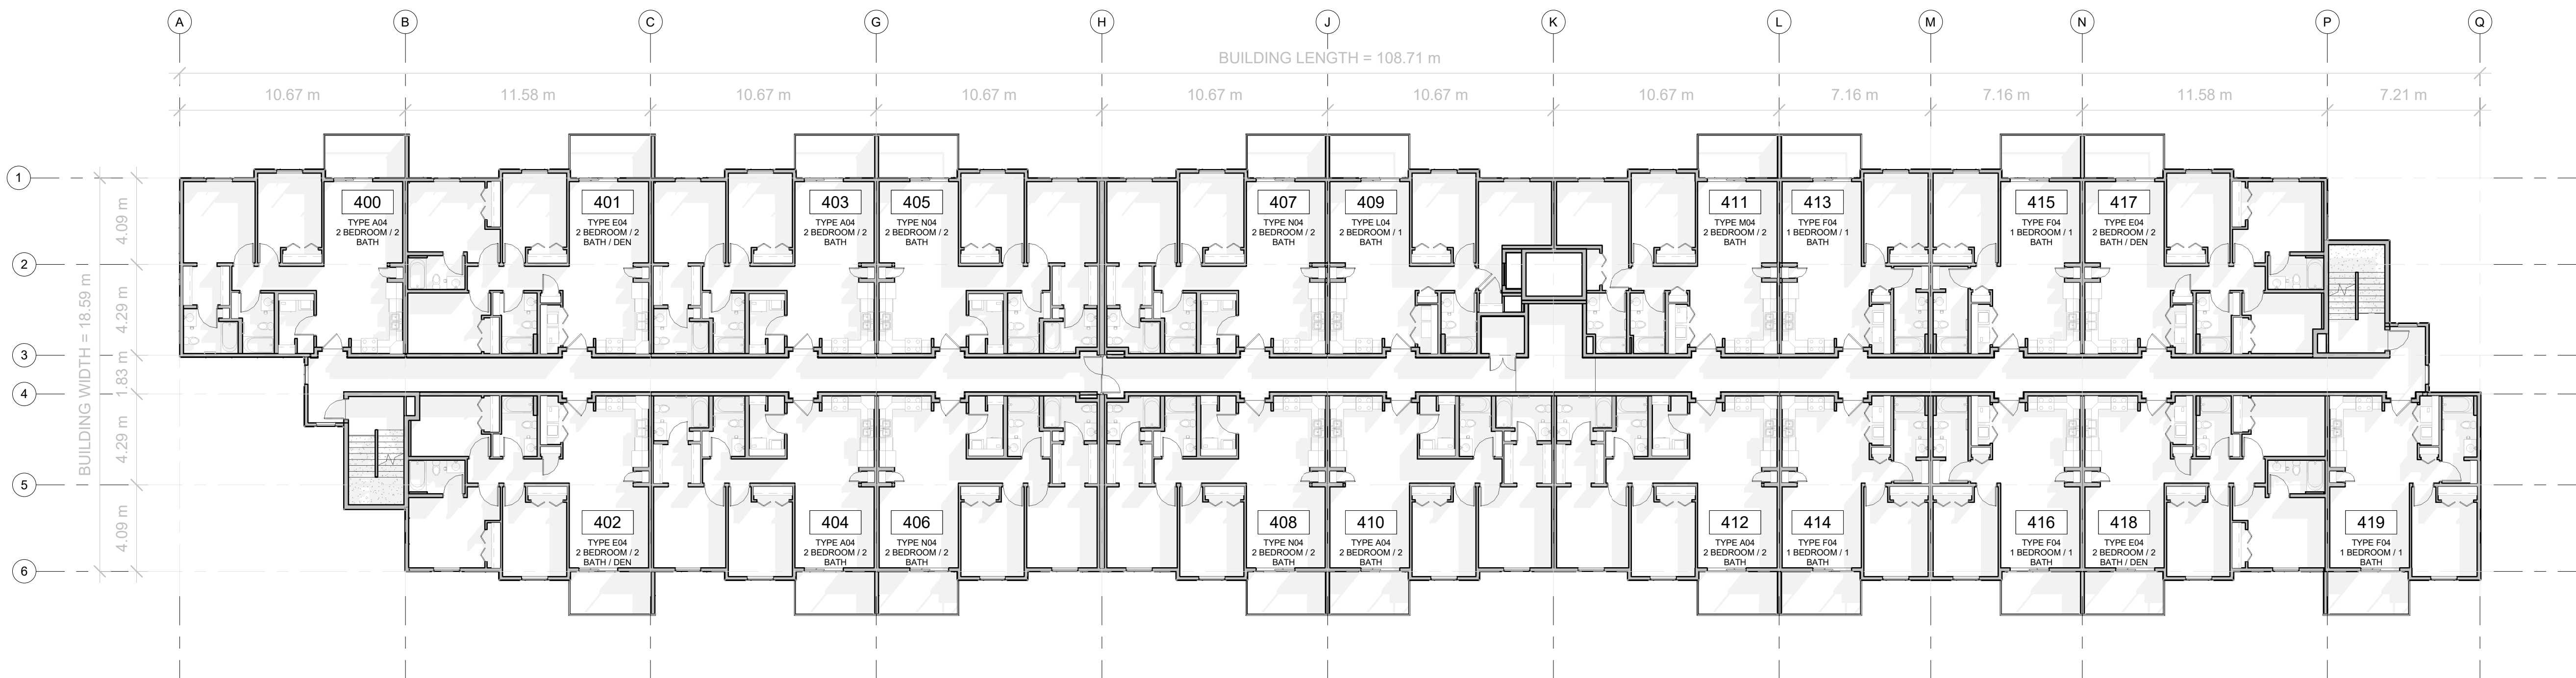 A B C G H J K L M N P Q
BUILDING LENGTH = 108.71 m
10.67 m 11.58 m 10.67 m 10.67 m 10.67 m 10.67 m 10.67 m 7.16 m 7.16 m 11.58 m 7.21 m
1
2
3
4
5
6
BUILDING WIDTH = 18.59 m
4.09 m
4.29 m
1.83 m
4.29 m
4.09 m
400
TYPE A04
2 BEDROOM / 2
BATH
401
TYPE E04
2 BEDROOM / 2
BATH / DEN
403
TYPE A04
2 BEDROOM / 2
BATH
405
TYPE N04
2 BEDROOM / 2
BATH
407
TYPE N04
2 BEDROOM / 2
BATH
409
TYPE L04
2 BEDROOM / 1
BATH
411
TYPE M04
2 BEDROOM / 2
BATH
413
TYPE F04
1 BEDROOM / 1
BATH
415
TYPE F04
1 BEDROOM / 1
BATH
417
TYPE E04
2 BEDROOM / 2
BATH / DEN
402
TYPE E04
2 BEDROOM / 2
BATH / DEN
404
TYPE A04
2 BEDROOM / 2
BATH
406
TYPE N04
2 BEDROOM / 2
BATH
408
TYPE N04
2 BEDROOM / 2
BATH
410
TYPE A04
2 BEDROOM / 2
BATH
412
TYPE A04
2 BEDROOM / 2
BATH
414
TYPE F04
1 BEDROOM / 1
BATH
416
TYPE F04
1 BEDROOM / 1
BATH
418
TYPE E04
2 BEDROOM / 2
BATH / DEN
419
TYPE F04
1 BEDROOM / 1
BATH